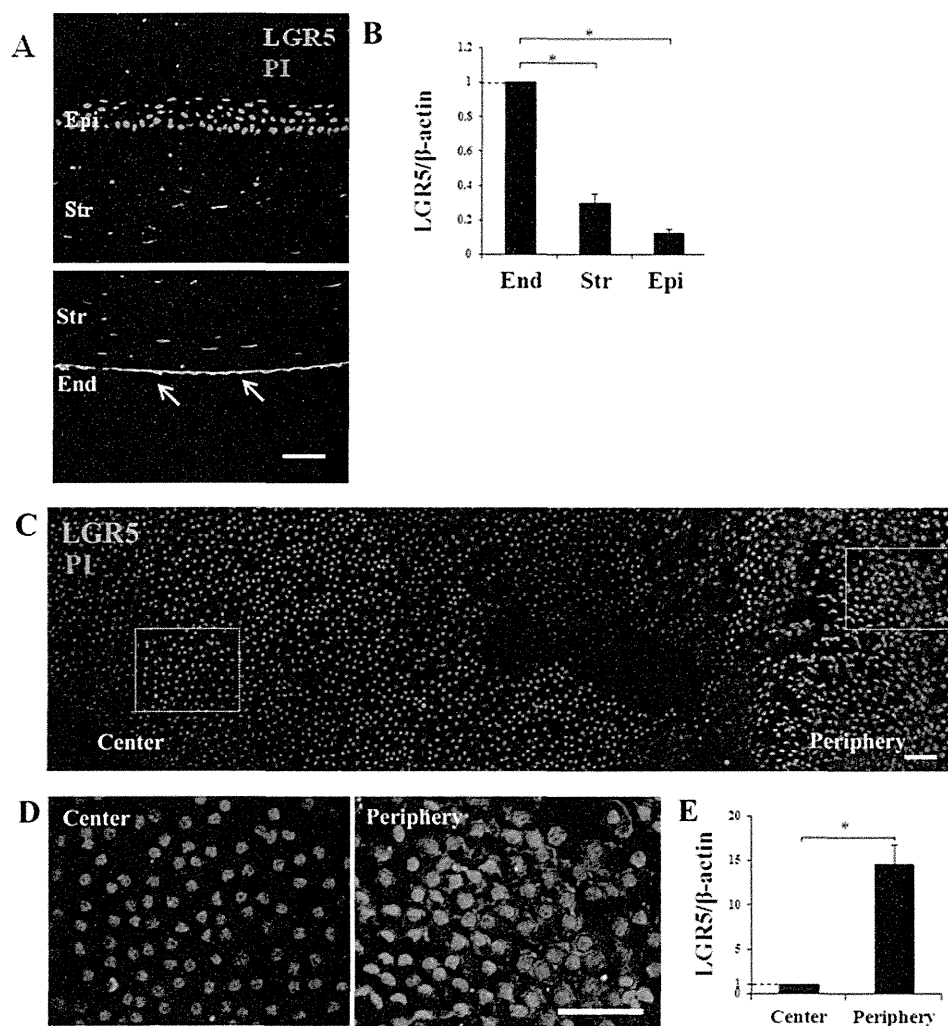 A
LGR5
PI
Epi
Str
Str
End
B
LGR5/β-actin
1.2
1
0.8
0.6
0.4
0.2
0
*
*
End Str Epi
C
LGR5
PI
Center
Periphery
D
Center
Periphery
E
LGR5/β-actin
20
15
10
5
1
0
*
Center Periphery